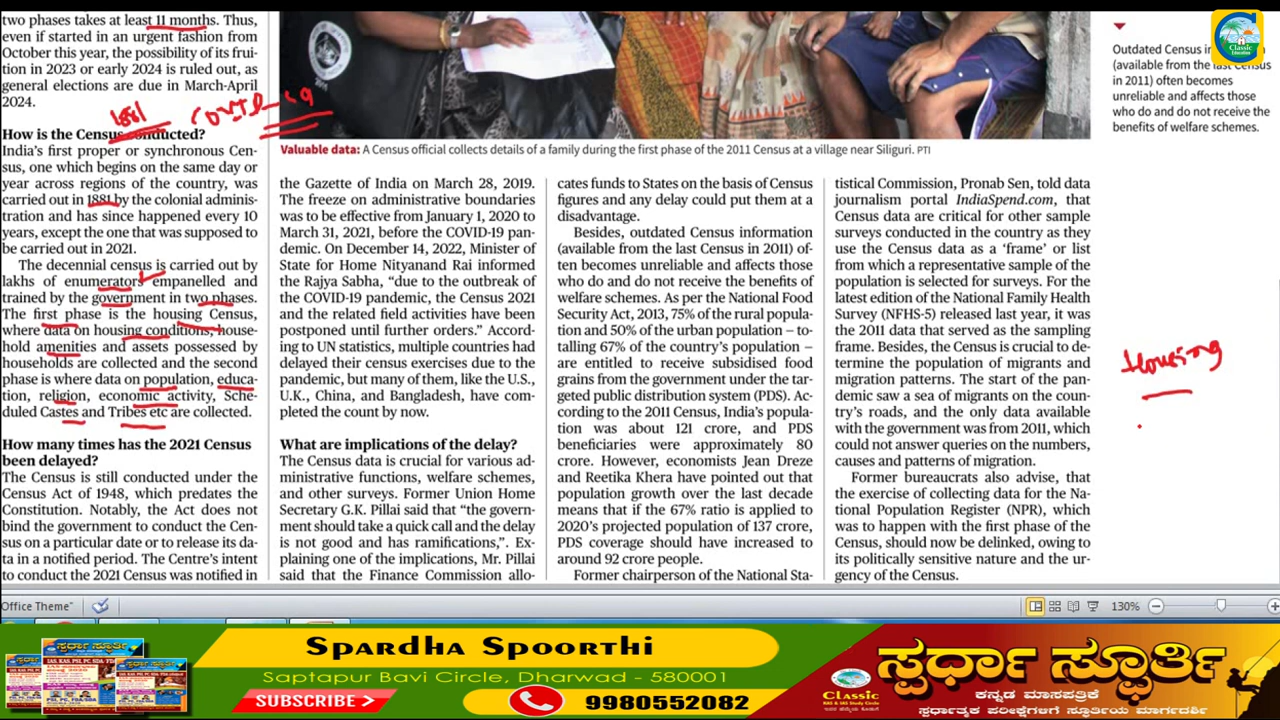 two phases takes at least 11 months. Thus,
even if started in an urgent fashion from
October this year, the possibility of its frui-
tion in 2023 or early 2024 is ruled out, as
general elections are due in March-April
2024.
1881 COVID-19
How is the Census conducted?
India's first proper or synchronous Cen-
sus, one which begins on the same day or
year across regions of the country, was
carried out in 1881 by the colonial adminis-
tration and has since happened every 10
years, except the one that was supposed to
be carried out in 2021.
The decennial census is carried out by
lakhs of enumerators empanelled and
trained by the government in two phases.
The first phase is the housing Census,
where data on housing conditions, house-
hold amenities and assets possessed by
households are collected and the second
phase is where data on population, educa-
tion, religion, economic activity, Sche-
duled Castes and Tribes etc are collected.
How many times has the 2021 Census
been delayed?
The Census is still conducted under the
Census Act of 1948, which predates the
Constitution. Notably, the Act does not
bind the government to conduct the Cen-
sus on a particular date or to release its da-
ta in a notified period. The Centre's intent
to conduct the 2021 Census was notified in
Valuable data: A Census official collects details of a family during the first phase of the 2011 Census at a village near Siliguri. PTI
the Gazette of India on March 28, 2019.
The freeze on administrative boundaries
was to be effective from January 1, 2020 to
March 31, 2021, before the COVID-19 pan-
demic. On December 14, 2022, Minister of
State for Home Nityanand Rai informed
the Rajya Sabha, “due to the outbreak of
the COVID-19 pandemic, the Census 2021
and the related field activities have been
postponed until further orders.” Accord-
ing to UN statistics, multiple countries had
delayed their census exercises due to the
pandemic, but many of them, like the U.S.,
U.K., China, and Bangladesh, have com-
pleted the count by now.
What are implications of the delay?
The Census data is crucial for various ad-
ministrative functions, welfare schemes,
and other surveys. Former Union Home
Secretary G.K. Pillai said that “the govern-
ment should take a quick call and the delay
is not good and has ramifications,”. Ex-
plaining one of the implications, Mr. Pillai
said that the Finance Commission allo-
cates funds to States on the basis of Census
figures and any delay could put them at a
disadvantage.
Besides, outdated Census information
(available from the last Census in 2011) of-
ten becomes unreliable and affects those
who do and do not receive the benefits of
welfare schemes. As per the National Food
Security Act, 2013, 75% of the rural popula-
tion and 50% of the urban population – to-
talling 67% of the country's population –
are entitled to receive subsidised food
grains from the government under the tar-
geted public distribution system (PDS).
According to the 2011 Census, India's popula-
tion was about 121 crore, and PDS
beneficiaries were approximately 80
crore. However, economists Jean Dreze
and Reetika Khera have pointed out that
population growth over the last decade
means that if the 67% ratio is applied to
2020's projected population of 137 crore,
PDS coverage should have increased to
around 92 crore people.
Former chairperson of the National Sta-
tistical Commission, Pronab Sen, told data
journalism portal IndiaSpend.com, that
Census data are critical for other sample
surveys conducted in the country as they
use the Census data as a ‘frame’ or list
from which a representative sample of the
population is selected for surveys. For the
latest edition of the National Family Health
Survey (NFHS-5) released last year, it was
the 2011 data that served as the sampling
frame. Besides, the Census is crucial to de-
termine the population of migrants and
migration patterns. The start of the pan-
demic saw a sea of migrants on the coun-
try's roads, and the only data available
with the government was from 2011, which
could not answer queries on the numbers,
causes and patterns of migration.
Former bureaucrats also advise, that
the exercise of collecting data for the Na-
tional Population Register (NPR), which
was to happen with the first phase of the
Census, should now be delinked, owing to
its politically sensitive nature and the ur-
gency of the Census.
Classic
Education
Outdated Census in
(available from the last Census
in 2011) often becomes
unreliable and affects those
who do and do not receive the
benefits of welfare schemes.
Housing
Office Theme"
130%
Spardha Spoorthi
Saptapur Bavi Circle, Dharwad - 580001
SUBSCRIBE
9980552082
ಸ್ಪರ್ಧಾ ಸ್ಫೂರ್ತಿ
Classic
ಕನ್ನಡ ಮಾಸಪತ್ರಿಕೆ
ಸ್ಪರ್ಧಾತ್ಮಕ ಪರೀಕ್ಷೆಗಳಿಗೆ ಸ್ಫೂರ್ತಿಯ ಮಾರ್ಗದರ್ಶಿ